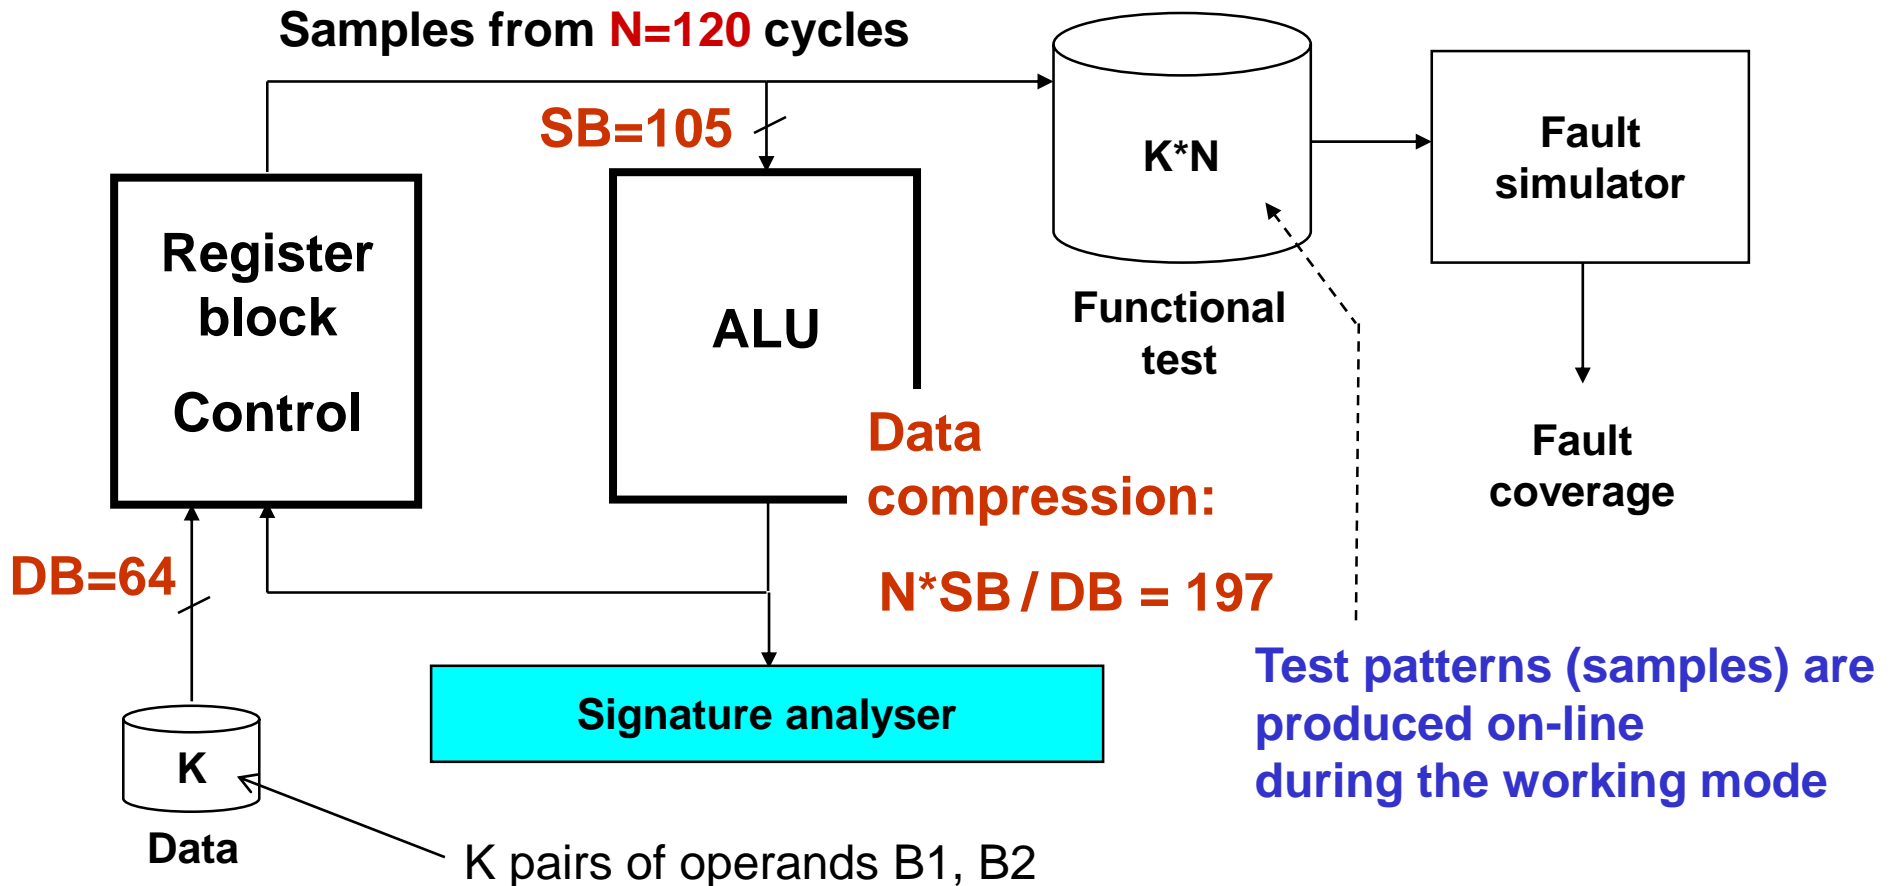 Samples from N=120 cycles
SB=105
K*N
Fault
simulator
Register
block
Control
ALU
Functional
test
Data
compression:
N*SB / DB = 197
Fault
coverage
DB=64
Signature analyser
Test patterns (samples) are
produced on-line
during the working mode
K
Data
K pairs of operands B1, B2